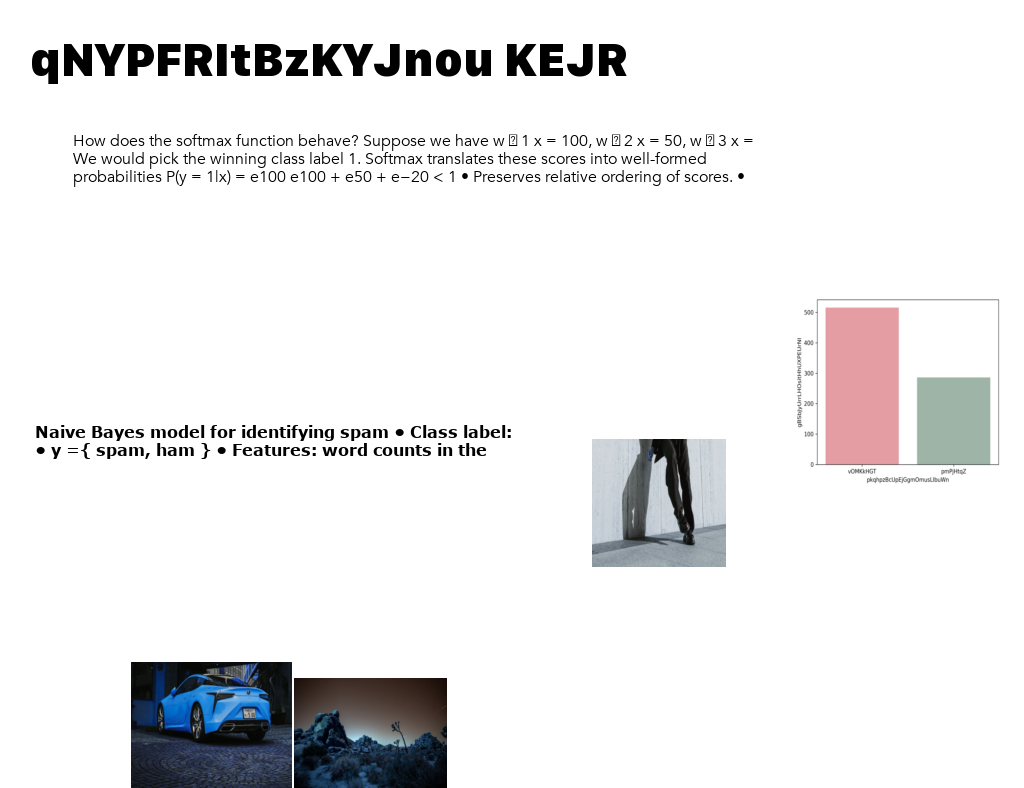 qNYPFRItBzKYJnou KEJR
How does the softmax function behave? Suppose we have w ⍰ 1 x = 100, w ⍰ 2 x = 50, w ⍰ 3 x =
We would pick the winning class label 1. Softmax translates these scores into well-formed
probabilities P(y = 1|x) = e100 e100 + e50 + e−20 < 1 • Preserves relative ordering of scores. •
500
400
300
200
100
0
vOMKkHGT
pmPjHtqZ
pkqhpzBcUpEjGgmOmusLlbuWn
Naive Bayes model for identifying spam • Class label:
• y ={ spam, ham } • Features: word counts in the